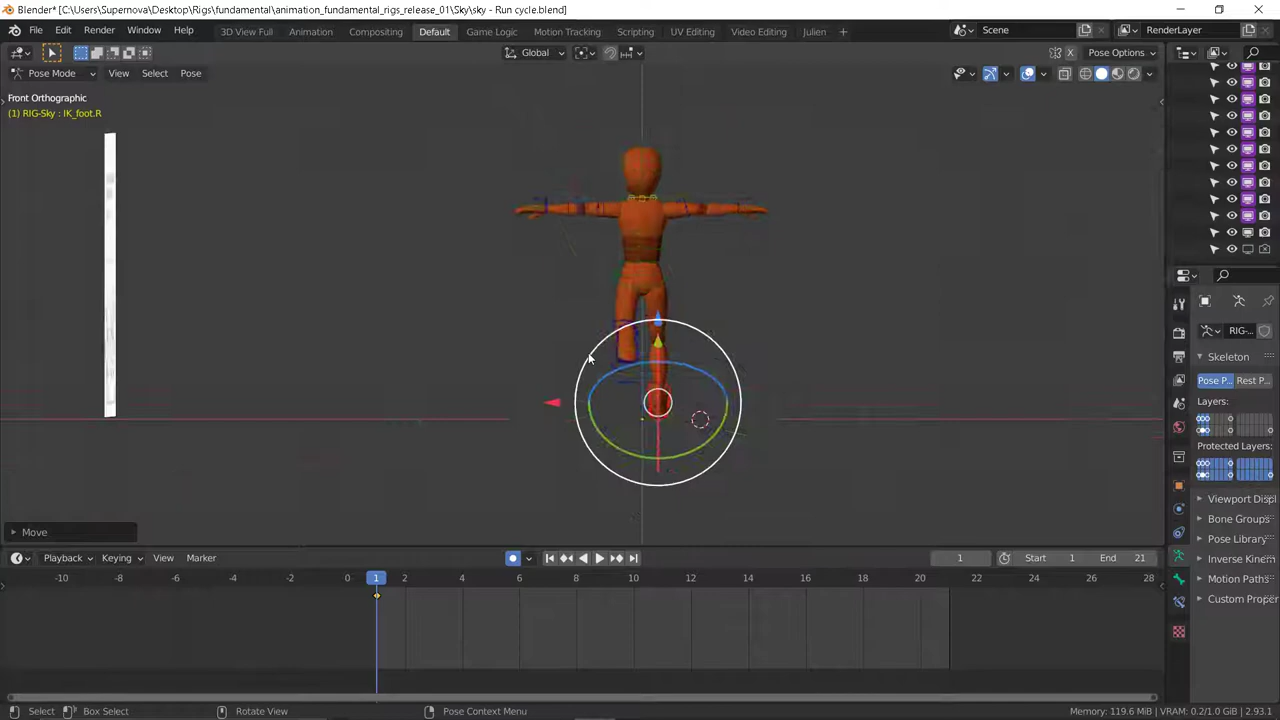 Blender* [C:\Users\Supernova\Desktop\Rigs\fundamental\animation_fundamental_rigs_release_01\Sky\sky - Run cycle.blend]
File Edit Render Window Help 3D View Full Animation Compositing Default Game Logic Motion Tracking Scripting UV Editing Video Editing Julien Scene RenderLayer
Global Pose Options
Pose Mode View Select Pose
Front Orthographic
(1) RIG-Sky : IK_foot.R
RIG-
Skeleton
Pose P... Rest P...
Layers:
Protected Layers:
Viewport Displ
Bone Groups
Pose Library
Inverse Kinem
Motion Paths
Custom Proper
Move
Playback Keying View Marker 1 Start 1 End 21
-10 -8 -6 -4 -2 0 1 2 4 6 8 10 12 14 16 18 20 22 24 26 28
Select Box Select Rotate View Pose Context Menu Memory: 119.6 MiB | VRAM: 0.2/1.0 GiB | 2.93.1